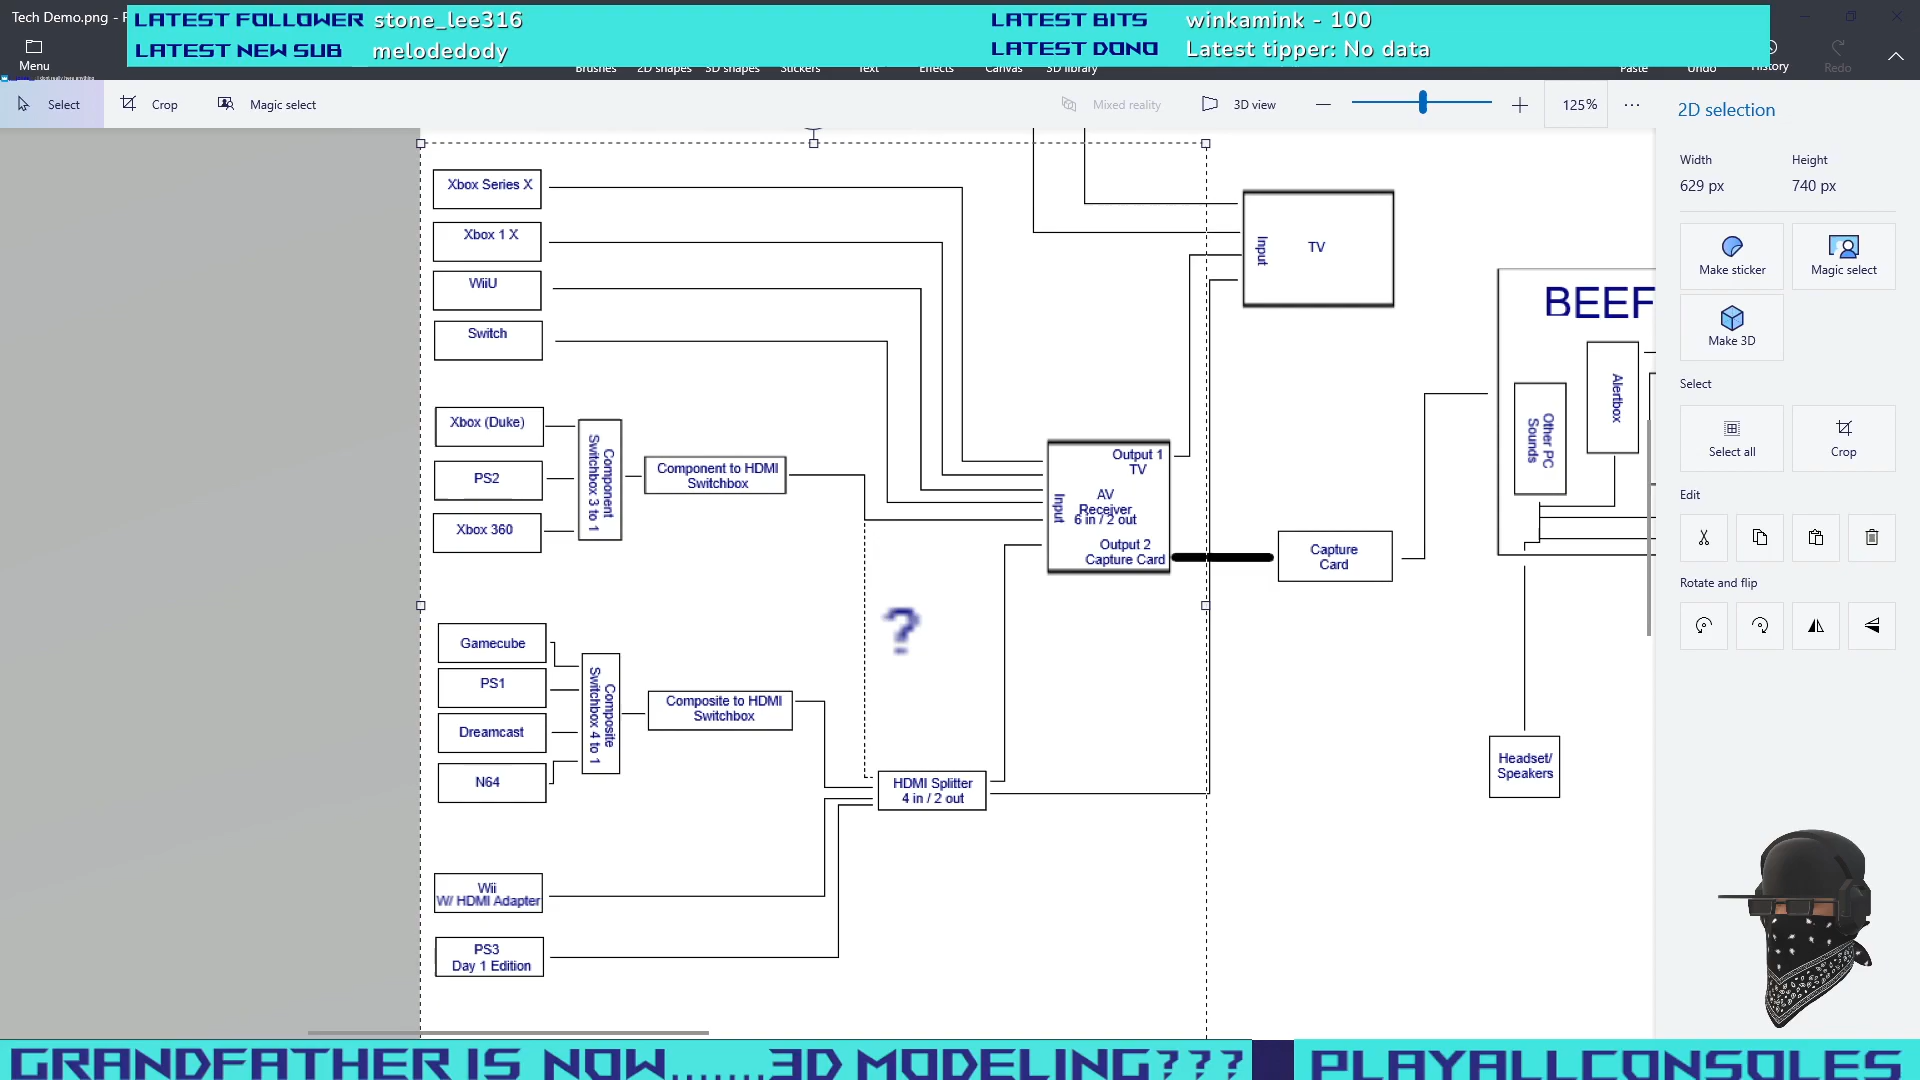 Tech Demo.png -
LATEST FOLLOWER stone_lee316
LATEST NEW SUB melodedody
LATEST BITS winkamink - 100
LATEST DONO Latest tipper: No data
Menu
Brushes 2D shapes 3D shapes Stickers Text Effects Canvas 3D library Paste Undo History Redo
Select Crop Magic select Mixed reality 3D view 125%
2D selection
Width Height
629 px 740 px
Make sticker Magic select
Make 3D
Select
Select all Crop
Edit
Rotate and flip
Xbox Series X
Xbox 1 X
WiiU
Switch
Xbox (Duke)
PS2
Xbox 360
Component
Switchbox 3 to 1
Component to HDMI
Switchbox
Gamecube
PS1
Dreamcast
N64
Composite
Switchbox 4 to 1
Composite to HDMI
Switchbox
Wii
W/ HDMI Adapter
PS3
Day 1 Edition
?
HDMI Splitter
4 in / 2 out
Output 1
TV
Input
AV
Receiver
6 in / 2 out
Output 2
Capture Card
Input
TV
Capture
Card
BEEF
Alertbox
Other PC
Sounds
Headset/
Speakers
GRANDFATHER IS NOW.......3D MODELING??? PLAYALLCONSOLES